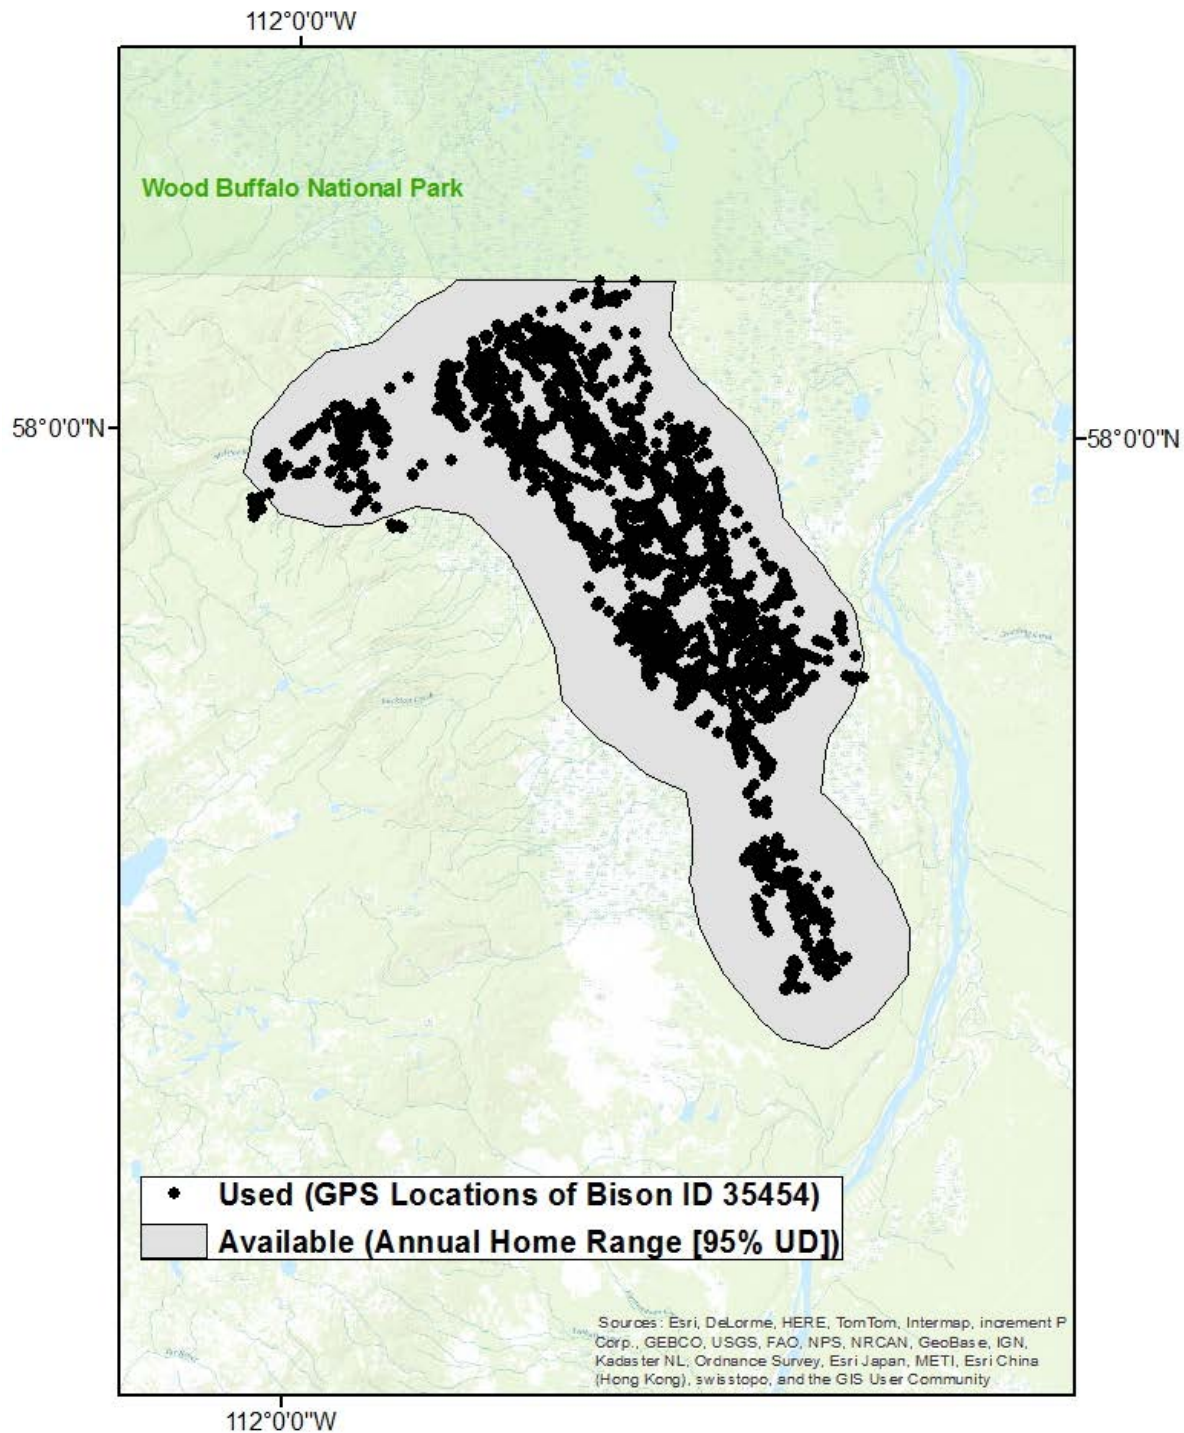 112°0'0"W
Wood Buffalo National Park
58°0'0"N
58°0'0"N
Used (GPS Locations of Bison ID 35454)
Available (Annual Home Range [95% UD])
Sources: Esri, DeLorme, HERE, TomTom, Intermap, increment P
Corp., GEBCO, USGS, FAO, NPS, NRCAN, GeoBase, IGN,
Kadaster NL, Ordnance Survey, Esri Japan, METI, Esri China
(Hong Kong), swisstopo, and the GIS User Community
112°0'0"W